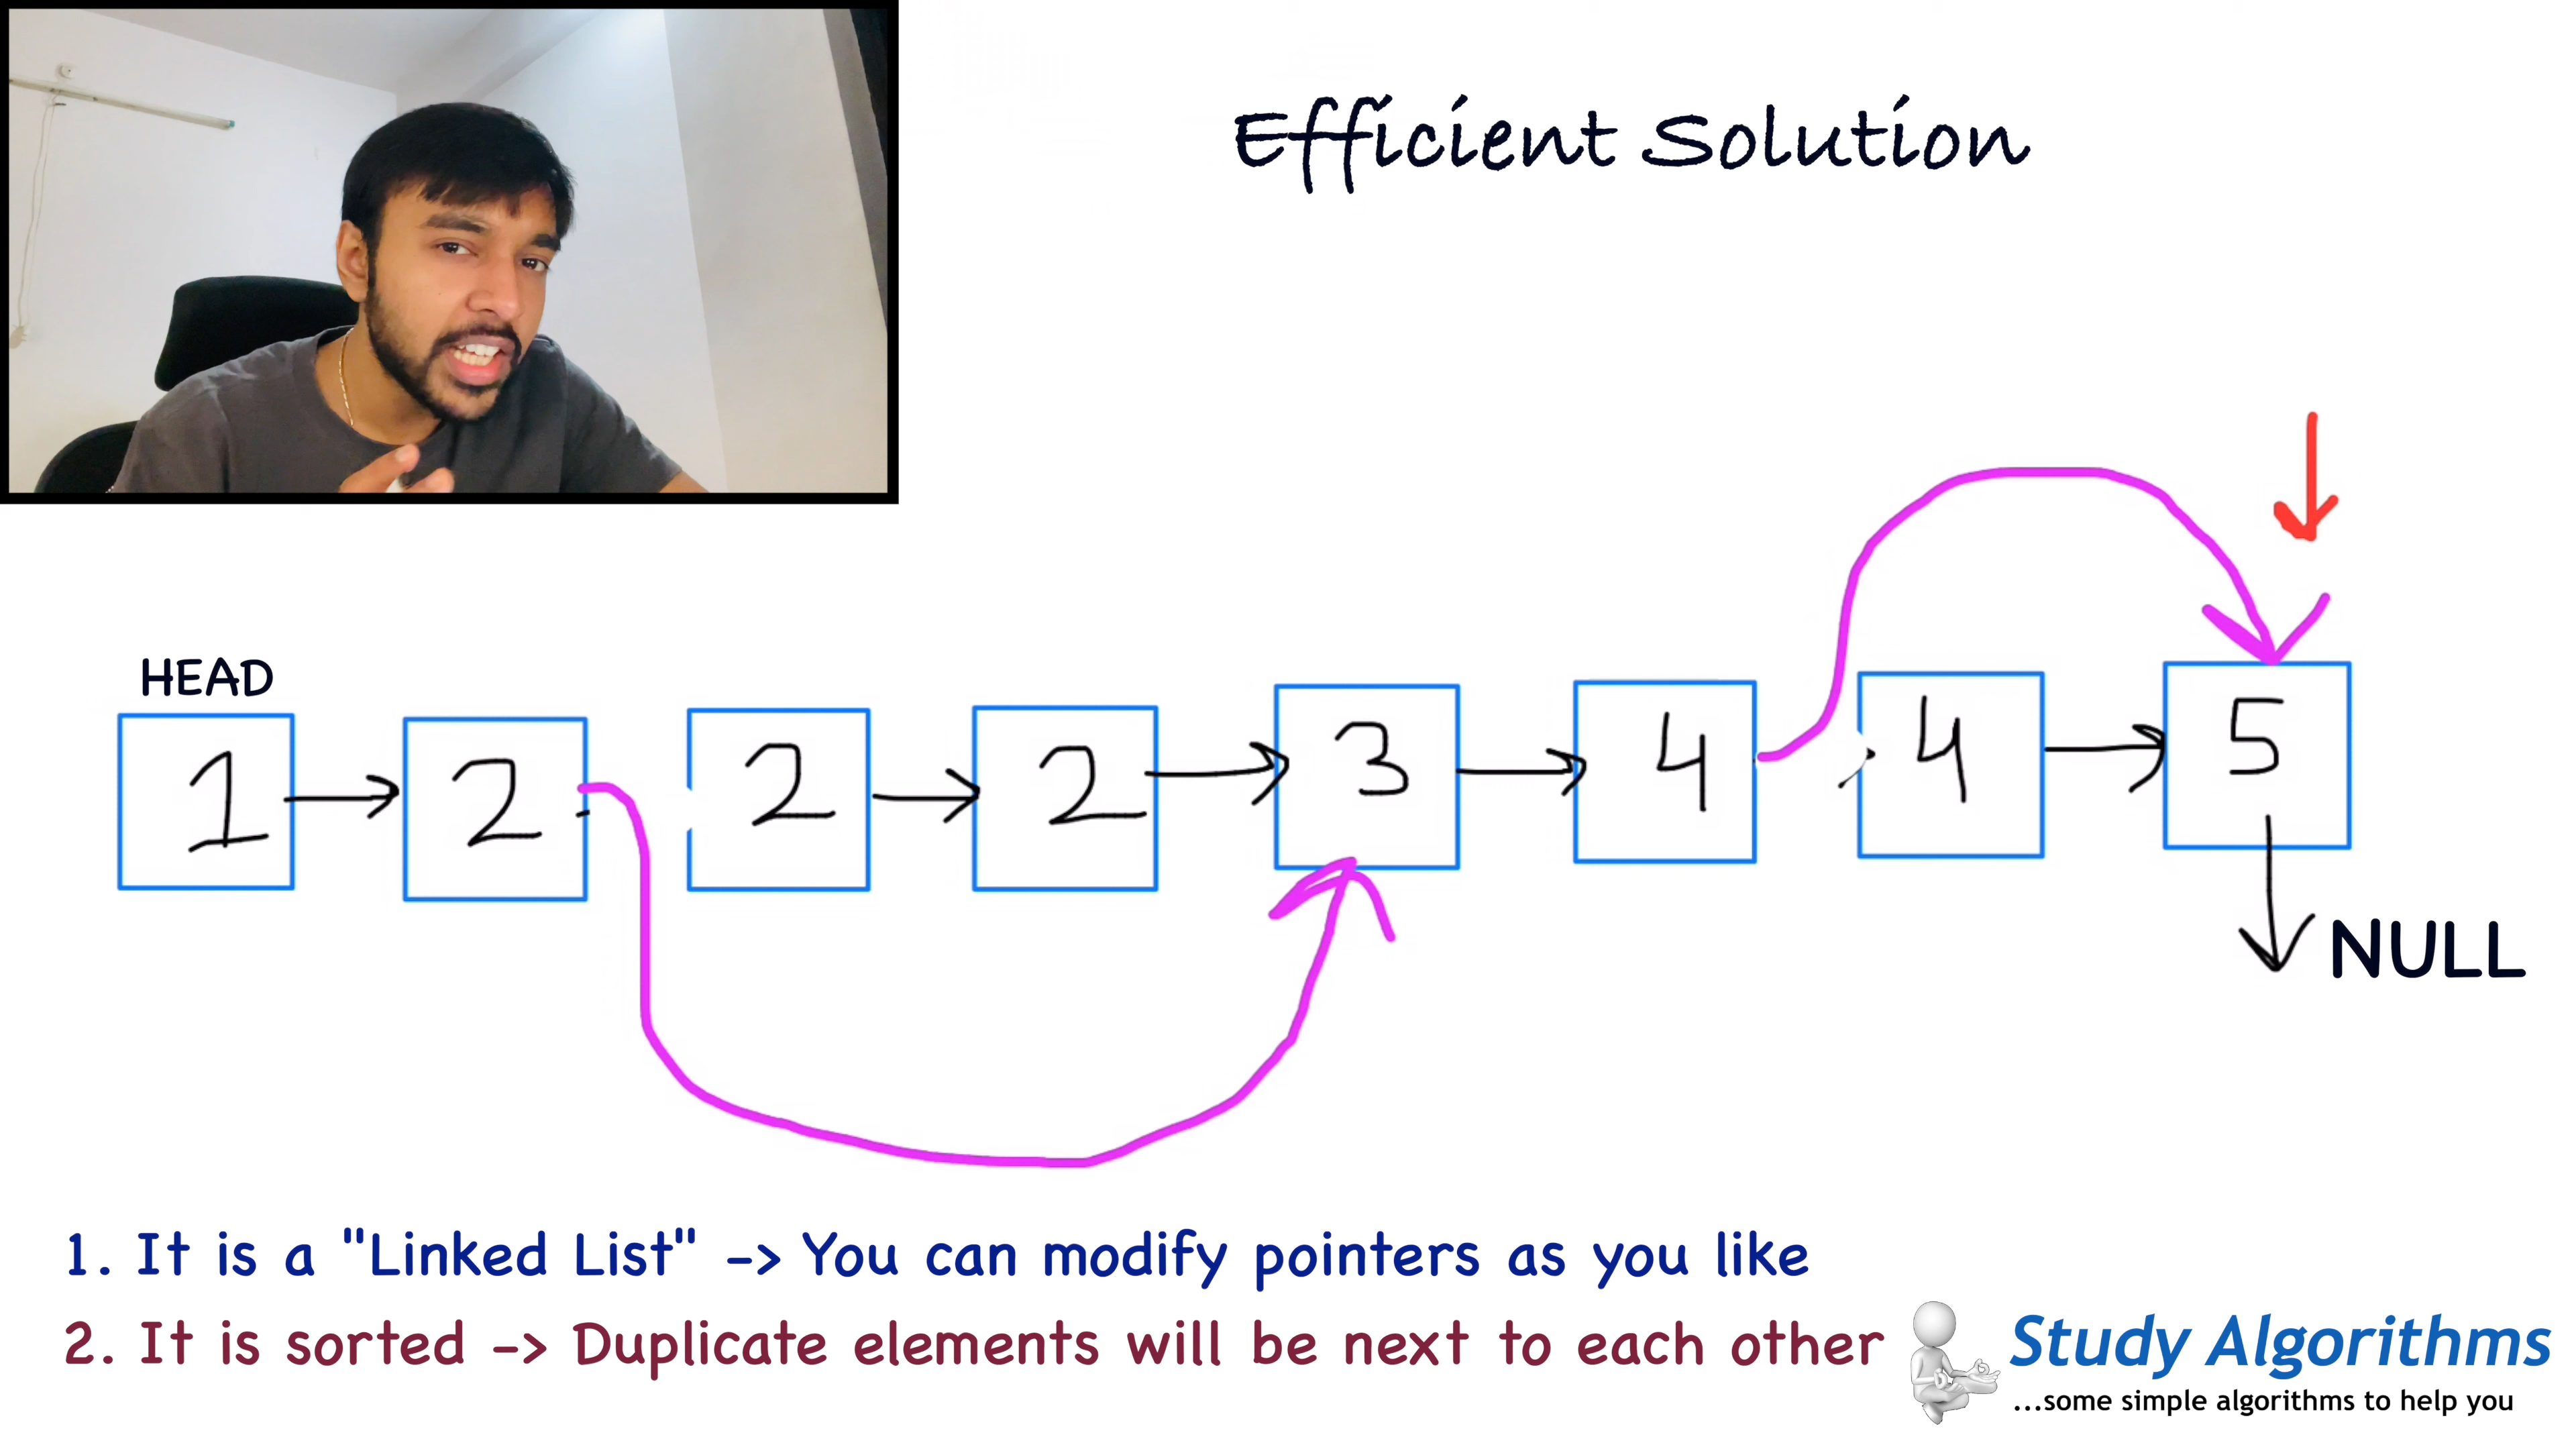 Efficient Solution
HEAD
1 2 2 2 3 4 4 5
NULL
1. It is a "Linked List" -> You can modify pointers as you like
2. It is sorted -> Duplicate elements will be next to each other
Study Algorithms
...some simple algorithms to help you